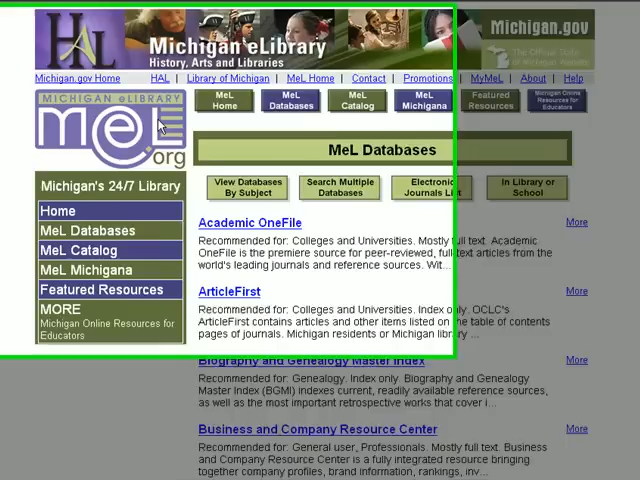 HAL
Michigan eLibrary
History, Arts and Libraries
Michigan.gov
The Official State
of Michigan Website
Michigan.gov Home
HAL | Library of Michigan | MeL Home | Contact | Promotions | MyMeL | About | Help
MICHIGAN eLIBRARY
meL
.org
MeL Home
MeL Databases
MeL Catalog
MeL Michigana
Featured Resources
Michigan Online Resources for Educators
MeL Databases
Michigan's 24/7 Library
Home
MeL Databases
MeL Catalog
MeL Michigana
Featured Resources
MORE
Michigan Online Resources for
Educators
View Databases By Subject
Search Multiple Databases
Electronic Journals List
In Library or School
Academic OneFile
More
Recommended for: Colleges and Universities. Mostly full text. Academic
OneFile is the premiere source for peer-reviewed, full-text articles from the
world's leading journals and reference sources. Wit...
ArticleFirst
More
Recommended for: Colleges and Universities. Index only. OCLC's
ArticleFirst contains articles and other items listed on the table of contents
pages of journals. Michigan residents or Michigan library ...
Biography and Genealogy Master Index
More
Recommended for: Genealogy. Index only. Biography and Genealogy
Master Index (BGMI) indexes current, readily available reference sources,
as well as the most important retrospective works that cover i...
Business and Company Resource Center
More
Recommended for: General user, Professionals. Mostly full text. Business
and Company Resource Center is a fully integrated resource bringing
together company profiles, brand information, rankings, inv...